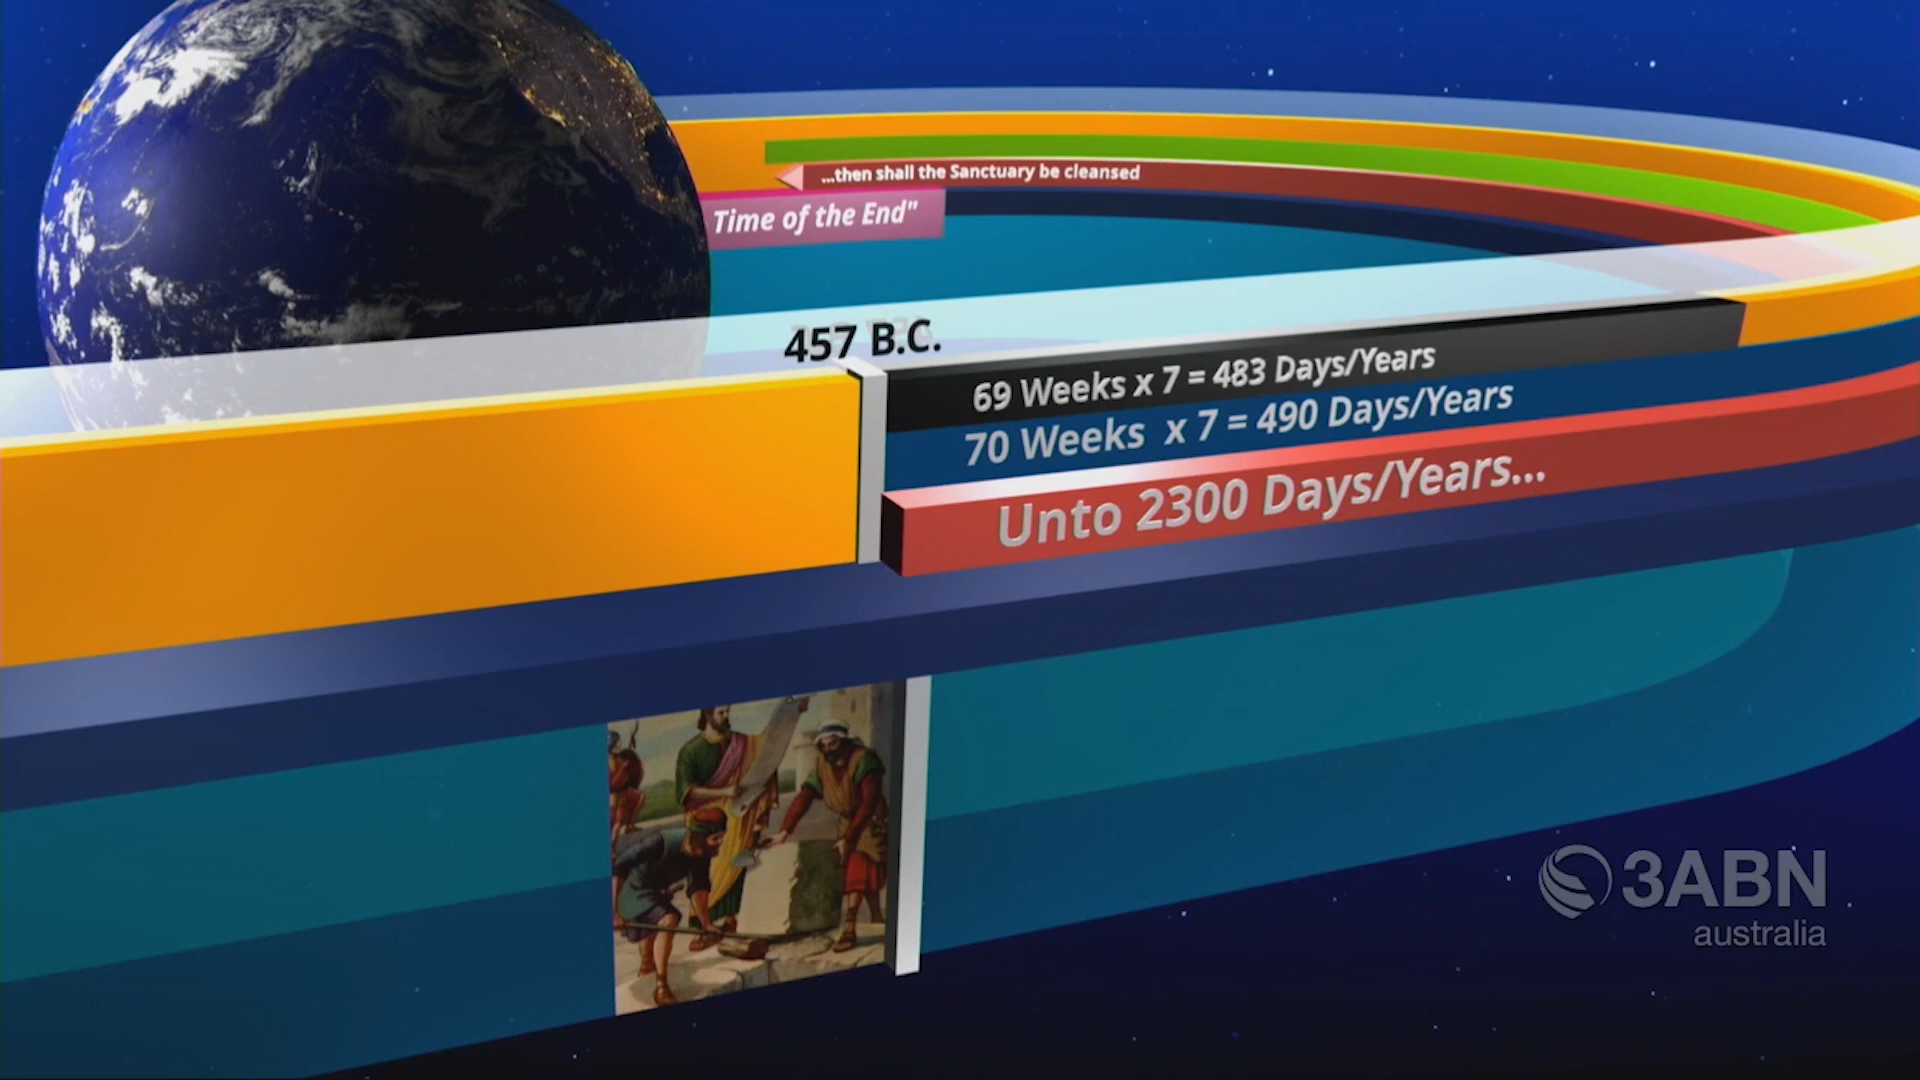 ...then shall the Sanctuary be cleansed
Time of the End"
457 B.C.
69 Weeks x 7 = 483 Days/Years
70 Weeks x 7 = 490 Days/Years
Unto 2300 Days/Years...
3ABN
australia